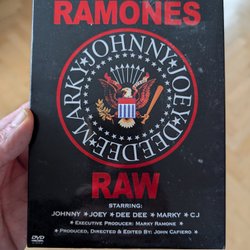 RAMONES
JOHNNY JOEY DEE DEE MARKY
RAW
STARRING:
JOHNNY ★ JOEY ★ DEE DEE ★ MARKY ★ CJ
★ EXECUTIVE PRODUCER: MARKY RAMONE ★
★ PRODUCED, DIRECTED & EDITED BY: JOHN CAFIERO ★
DVD